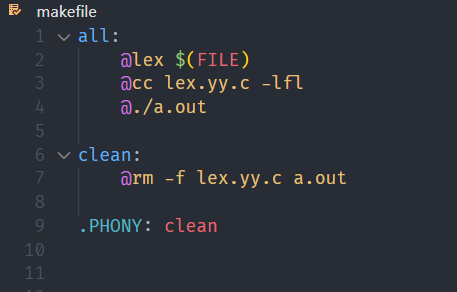 makefile
1 all:
2 @lex $(FILE)
3 @cc lex.yy.c -lfl
4 @./a.out
5
6 clean:
7 @rm -f lex.yy.c a.out
8
9 .PHONY: clean
10
11